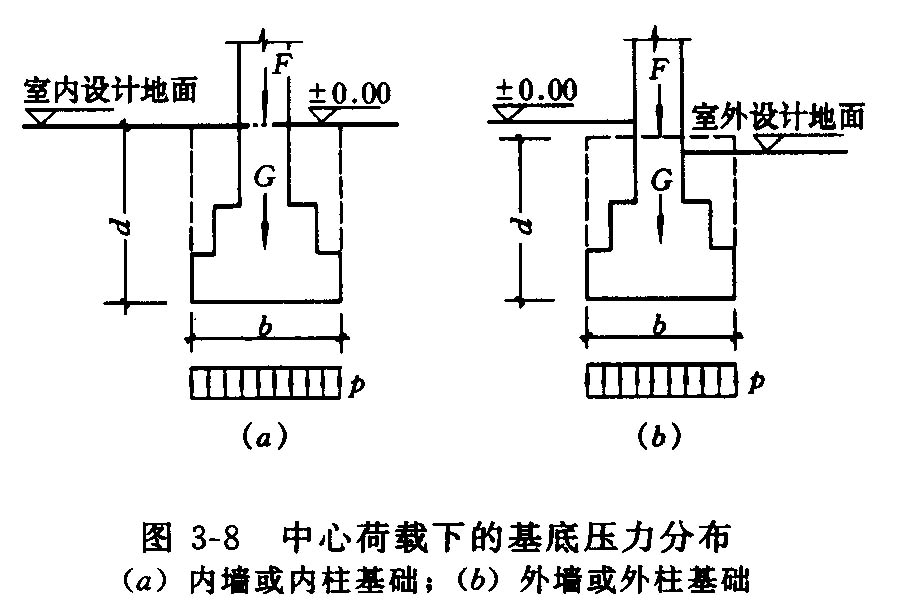 F
F
室内设计地面
±0.00
±0.00
室外设计地面
G
G
d
d
b
b
p
p
(a)
(b)
图 3-8 中心荷载下的基底压力分布
(a) 内墙或内柱基础；(b) 外墙或外柱基础